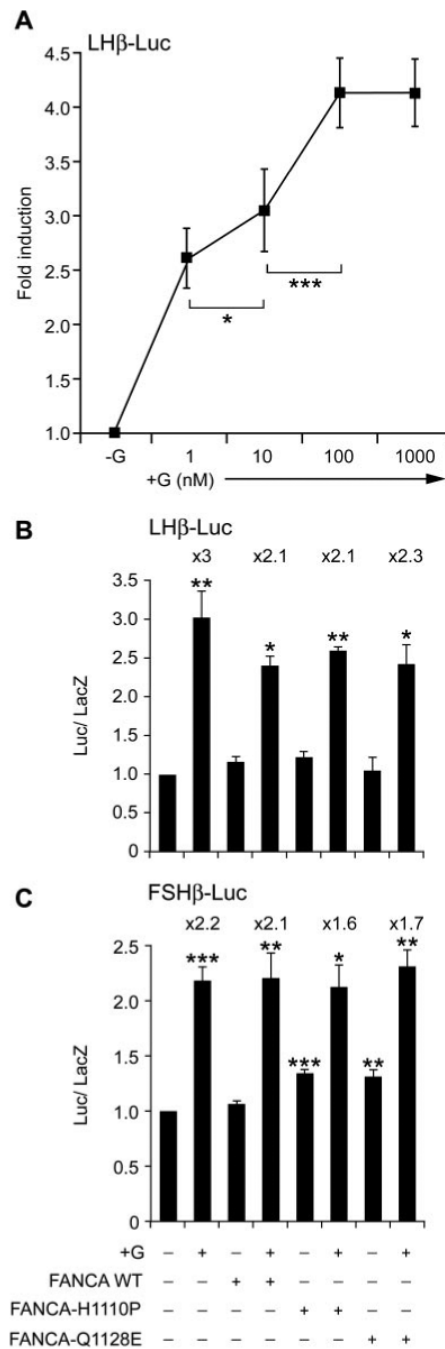 A
LHβ-Luc
4.5
4.0
3.5
3.0
2.5
2.0
1.5
1.0
Fold induction
*
***
-G 1 10 100 1000
+G (nM)
B
LHβ-Luc
x3 x2.1 x2.1 x2.3
** * ** *
3.5
3.0
2.5
2.0
1.5
1.0
0.5
0
Luc/ LacZ
C
FSHβ-Luc
x2.2 x2.1 x1.6 x1.7
*** ** *** * ** **
2.5
2.0
1.5
1.0
0.5
0
Luc/ LacZ
+G – + – + – + – +
FANCA WT – – + + – – – –
FANCA-H1110P – – – – + + – –
FANCA-Q1128E – – – – – – + +